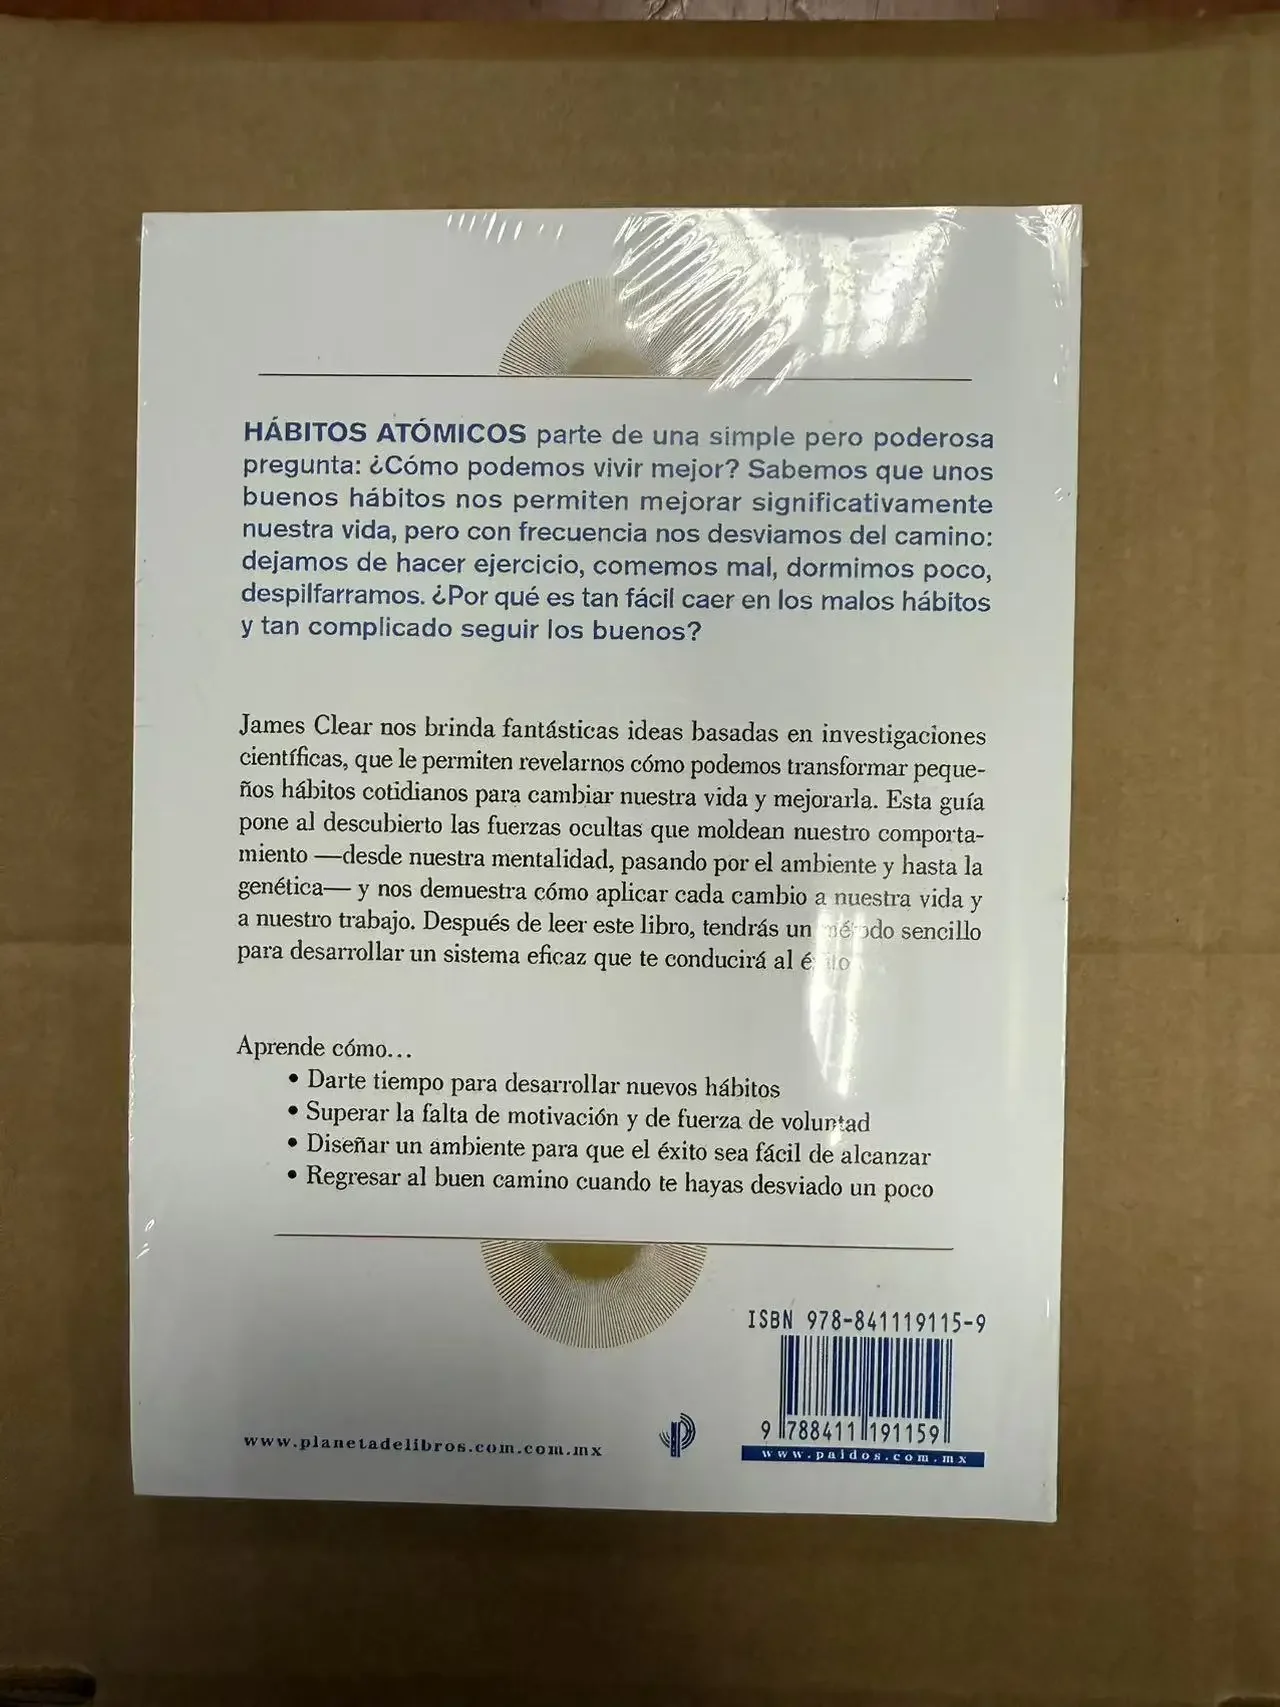 HÁBITOS ATÓMICOS parte de una simple pero poderosa
pregunta: ¿Cómo podemos vivir mejor? Sabemos que unos
buenos hábitos nos permiten mejorar significativamente
nuestra vida, pero con frecuencia nos desviamos del camino:
dejamos de hacer ejercicio, comemos mal, dormimos poco,
despilfarramos. ¿Por qué es tan fácil caer en los malos hábitos
y tan complicado seguir los buenos?
James Clear nos brinda fantásticas ideas basadas en investigaciones
científicas, que le permiten revelarnos cómo podemos transformar peque-
ños hábitos cotidianos para cambiar nuestra vida y mejorarla. Esta guía
pone al descubierto las fuerzas ocultas que moldean nuestro comporta-
miento —desde nuestra mentalidad, pasando por el ambiente y hasta la
genética— y nos demuestra cómo aplicar cada cambio a nuestra vida y
a nuestro trabajo. Después de leer este libro, tendrás un método sencillo
para desarrollar un sistema eficaz que te conducirá al éxito
Aprende cómo...
• Darte tiempo para desarrollar nuevos hábitos
• Superar la falta de motivación y de fuerza de voluntad
• Diseñar un ambiente para que el éxito sea fácil de alcanzar
• Regresar al buen camino cuando te hayas desviado un poco
ISBN 978-841119115-9
9 788411 191159
www.planetadelibros.com.com.mx
www.paidos.com.mx